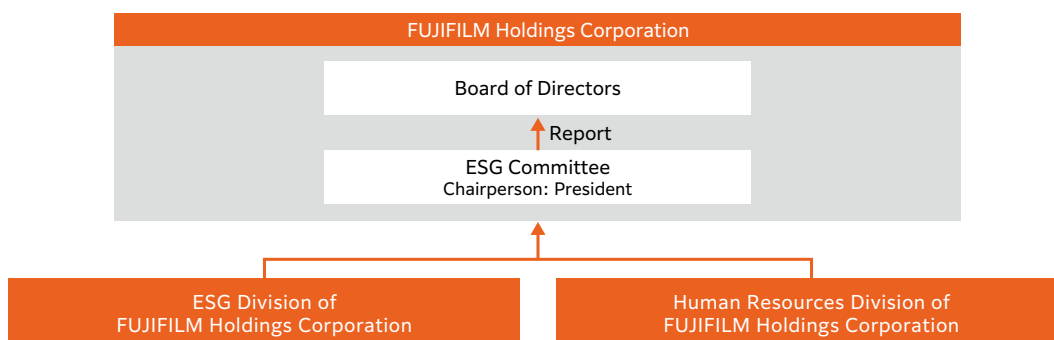 FUJIFILM Holdings Corporation
Board of Directors
Report
ESG Committee
Chairperson: President
ESG Division of
FUJIFILM Holdings Corporation
Human Resources Division of
FUJIFILM Holdings Corporation